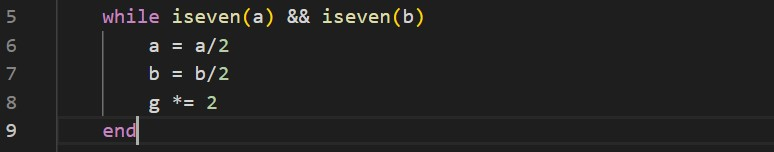 5 while iseven(a) && iseven(b)
6 a = a/2
7 b = b/2
8 g *= 2
9 end